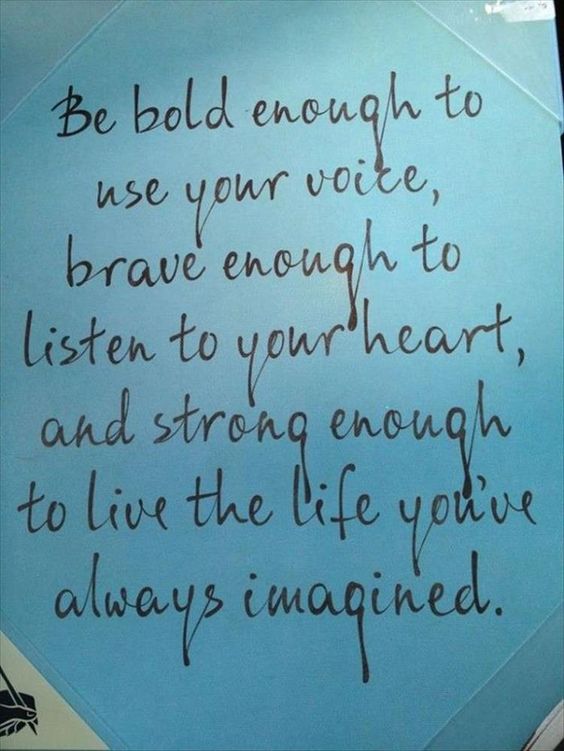 Be bold enough to
use your voice,
brave enough to
listen to your heart,
and strong enough
to live the life you've
always imagined.